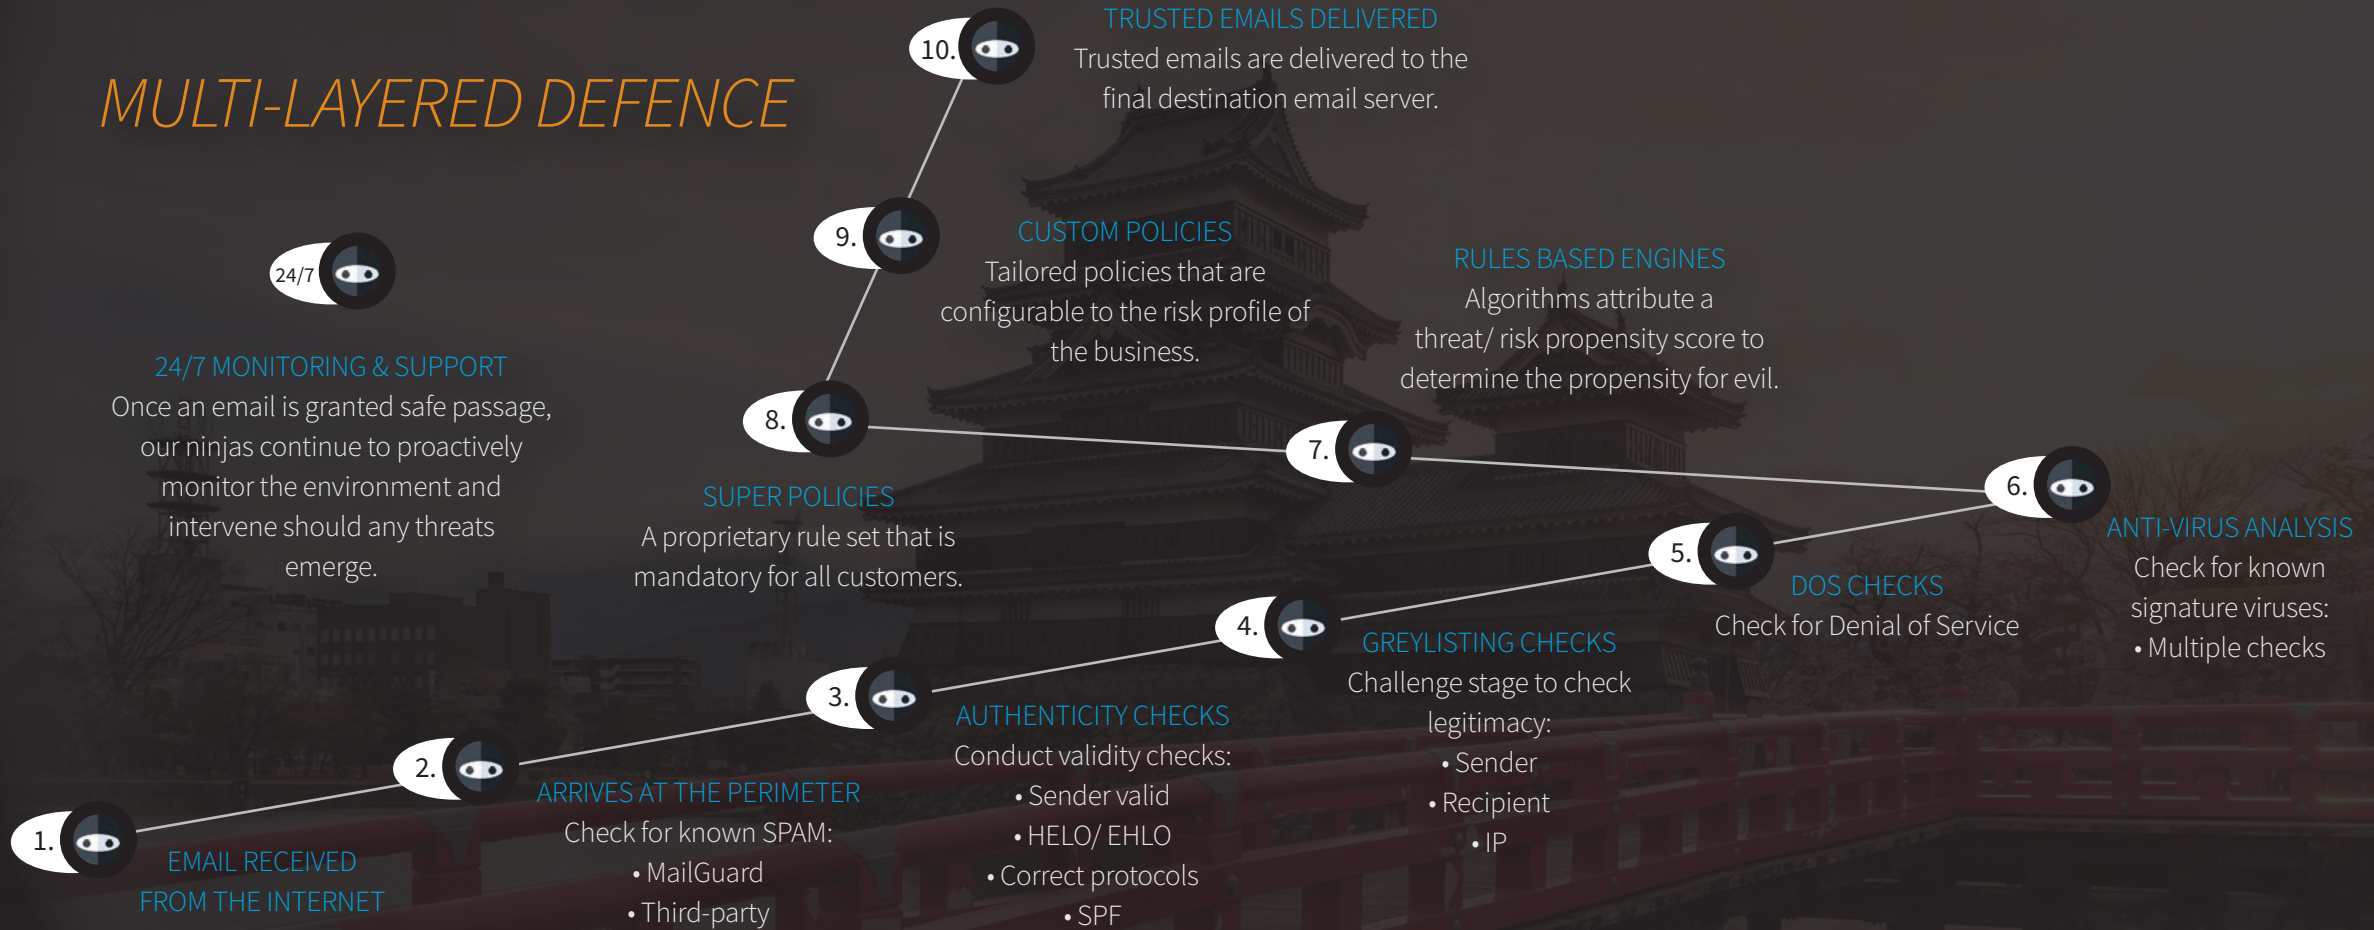 MULTI-LAYERED DEFENCE
10.
TRUSTED EMAILS DELIVERED
Trusted emails are delivered to the
final destination email server.
9.
CUSTOM POLICIES
Tailored policies that are
configurable to the risk profile of
the business.
24/7
24/7 MONITORING & SUPPORT
Once an email is granted safe passage,
our ninjas continue to proactively
monitor the environment and
intervene should any threats
emerge.
8.
SUPER POLICIES
A proprietary rule set that is
mandatory for all customers.
7.
RULES BASED ENGINES
Algorithms attribute a
threat/ risk propensity score to
determine the propensity for evil.
6.
ANTI-VIRUS ANALYSIS
Check for known
signature viruses:
• Multiple checks
5.
DOS CHECKS
Check for Denial of Service
4.
GREYLISTING CHECKS
Challenge stage to check
legitimacy:
• Sender
• Recipient
• IP
3.
AUTHENTICITY CHECKS
Conduct validity checks:
• Sender valid
• HELO/ EHLO
• Correct protocols
• SPF
2.
ARRIVES AT THE PERIMETER
Check for known SPAM:
• MailGuard
• Third-party
1.
EMAIL RECEIVED
FROM THE INTERNET